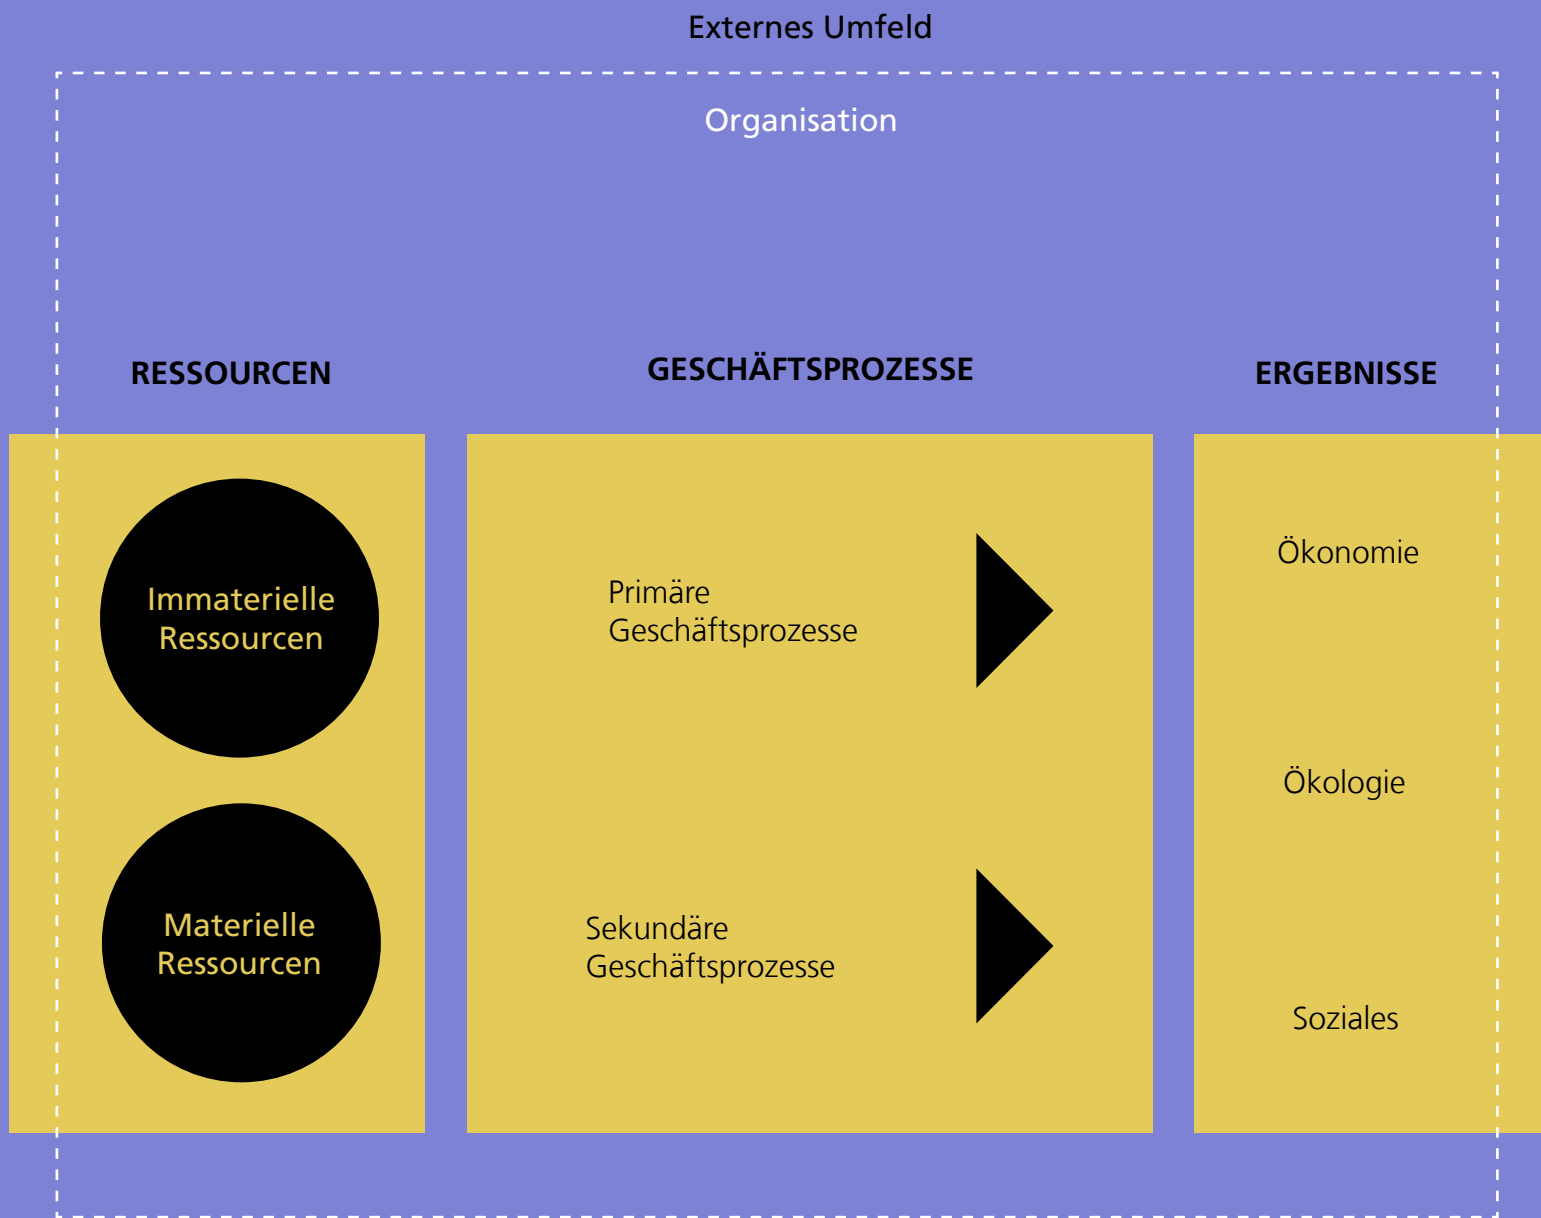 Externes Umfeld
Organisation
RESSOURCEN
GESCHÄFTSPROZESSE
ERGEBNISSE
Immaterielle
Ressourcen
Materielle
Ressourcen
Primäre
Geschäftsprozesse
Sekundäre
Geschäftsprozesse
Ökonomie
Ökologie
Soziales